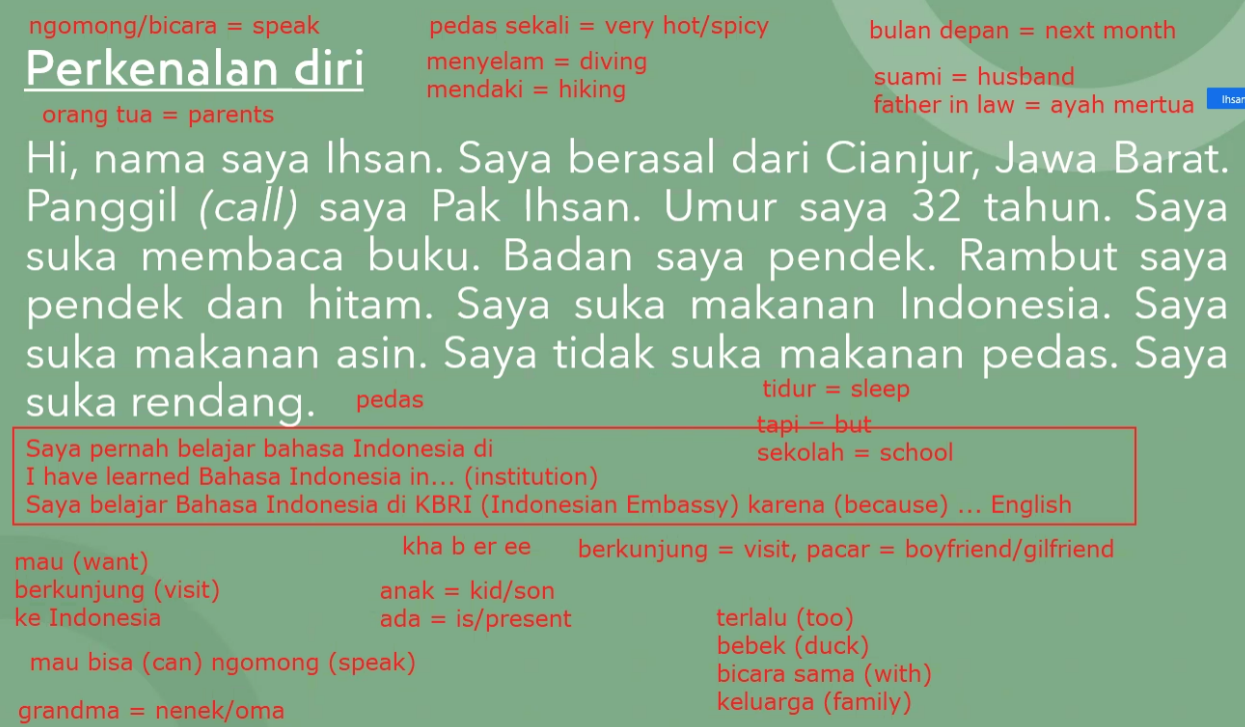 ngomong/bicara = speak
pedas sekali = very hot/spicy
bulan depan = next month
Perkenalan diri
menyelam = diving
mendaki = hiking
suami = husband
father in law = ayah mertua
Ihsan
orang tua = parents
Hi, nama saya Ihsan. Saya berasal dari Cianjur, Jawa Barat.
Panggil (call) saya Pak Ihsan. Umur saya 32 tahun. Saya
suka membaca buku. Badan saya pendek. Rambut saya
pendek dan hitam. Saya suka makanan Indonesia. Saya
suka makanan asin. Saya tidak suka makanan pedas. Saya
suka rendang.
pedas
tidur = sleep
tapi = but
sekolah = school
Saya pernah belajar bahasa Indonesia di
I have learned Bahasa Indonesia in... (institution)
Saya belajar Bahasa Indonesia di KBRI (Indonesian Embassy) karena (because) ... English
kha b er ee
berkunjung = visit, pacar = boyfriend/gilfriend
mau (want)
berkunjung (visit)
ke Indonesia
anak = kid/son
ada = is/present
terlalu (too)
bebek (duck)
bicara sama (with)
keluarga (family)
mau bisa (can) ngomong (speak)
grandma = nenek/oma